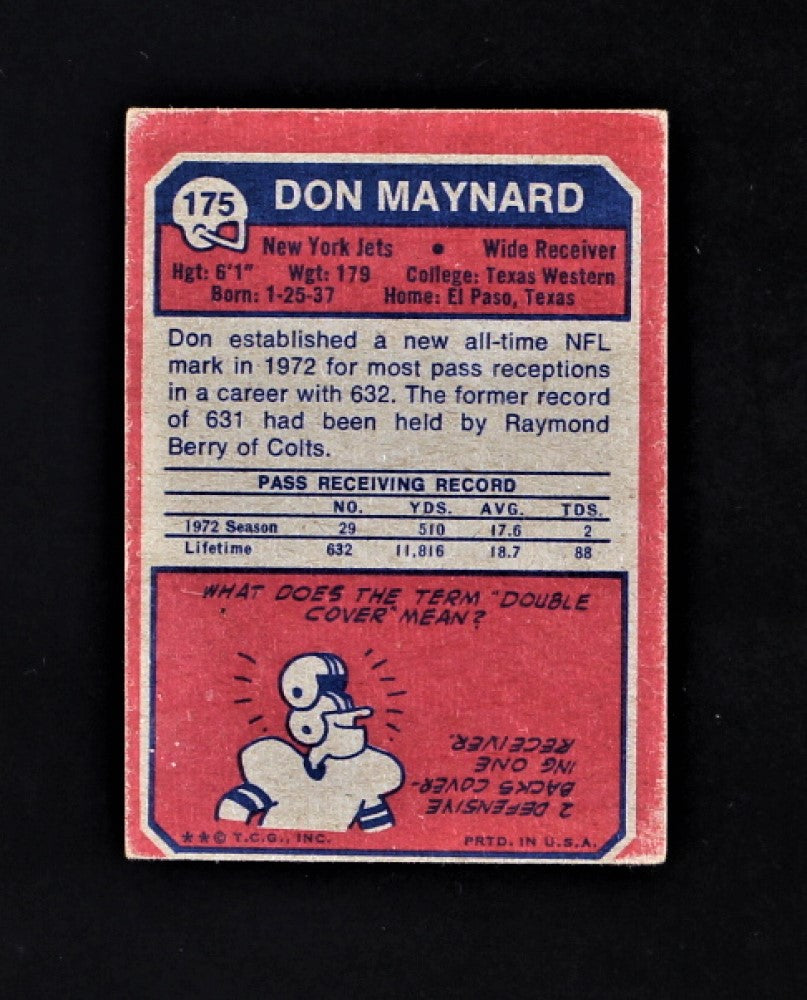 175
DON MAYNARD
New York Jets • Wide Receiver
Hgt: 6'1" Wgt: 179 College: Texas Western
Born: 1-25-37 Home: El Paso, Texas
Don established a new all-time NFL
mark in 1972 for most pass receptions
in a career with 632. The former record
of 631 had been held by Raymond
Berry of Colts.
PASS RECEIVING RECORD
NO. YDS. AVG. TDS.
1972 Season 29 510 17.6 2
Lifetime 632 11,816 18.7 88
WHAT DOES THE TERM "DOUBLE
COVER" MEAN?
2 DEFENSIVE
BACKS COVER-
ING ONE
RECEIVER.
★★© T.C.G., INC. PRTD. IN U.S.A.